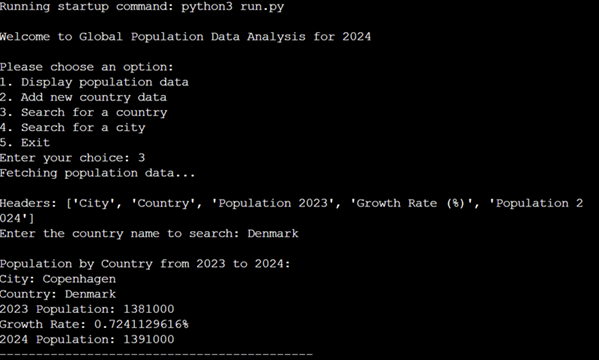 Running startup command: python3 run.py
Welcome to Global Population Data Analysis for 2024
Please choose an option:
1. Display population data
2. Add new country data
3. Search for a country
4. Search for a city
5. Exit
Enter your choice: 3
Fetching population data...
Headers: ['City', 'Country', 'Population 2023', 'Growth Rate (%)', 'Population 2
024']
Enter the country name to search: Denmark
Population by Country from 2023 to 2024:
City: Copenhagen
Country: Denmark
2023 Population: 1381000
Growth Rate: 0.7241129616%
2024 Population: 1391000
-------------------------------------------